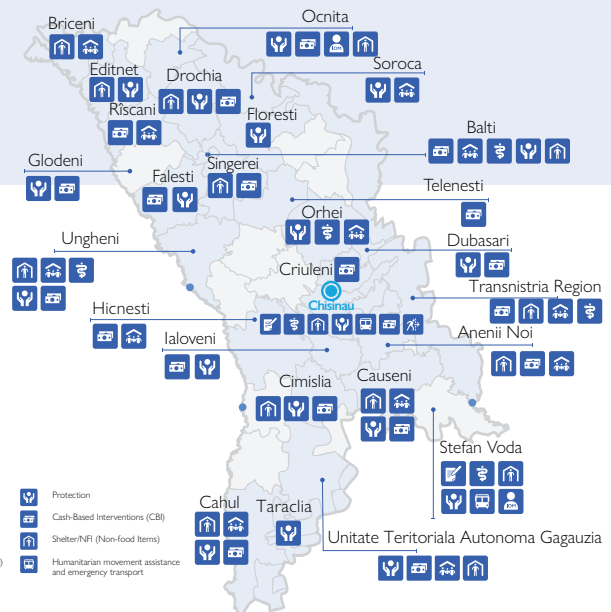 Ocnita
Briceni
Soroca
Editnet
Drochia
Rîscani
Floresti
Balti
Glodeni
Singerei
Falesti
Telenesti
Orhei
Ungheni
Dubasari
Criuleni
Transnistria Region
Chisinau
Hicnesti
Anenii Noi
Ialoveni
Cimislia
Causeni
Stefan Voda
IOM
IOM
Cahul
Taraclia
Unitate Teritoriala Autonoma Gagauzia
Protection
Cash-Based Interventions (CBI)
Shelter/NFI (Non-food Items)
)
Humanitarian movement assistance
and emergency transport